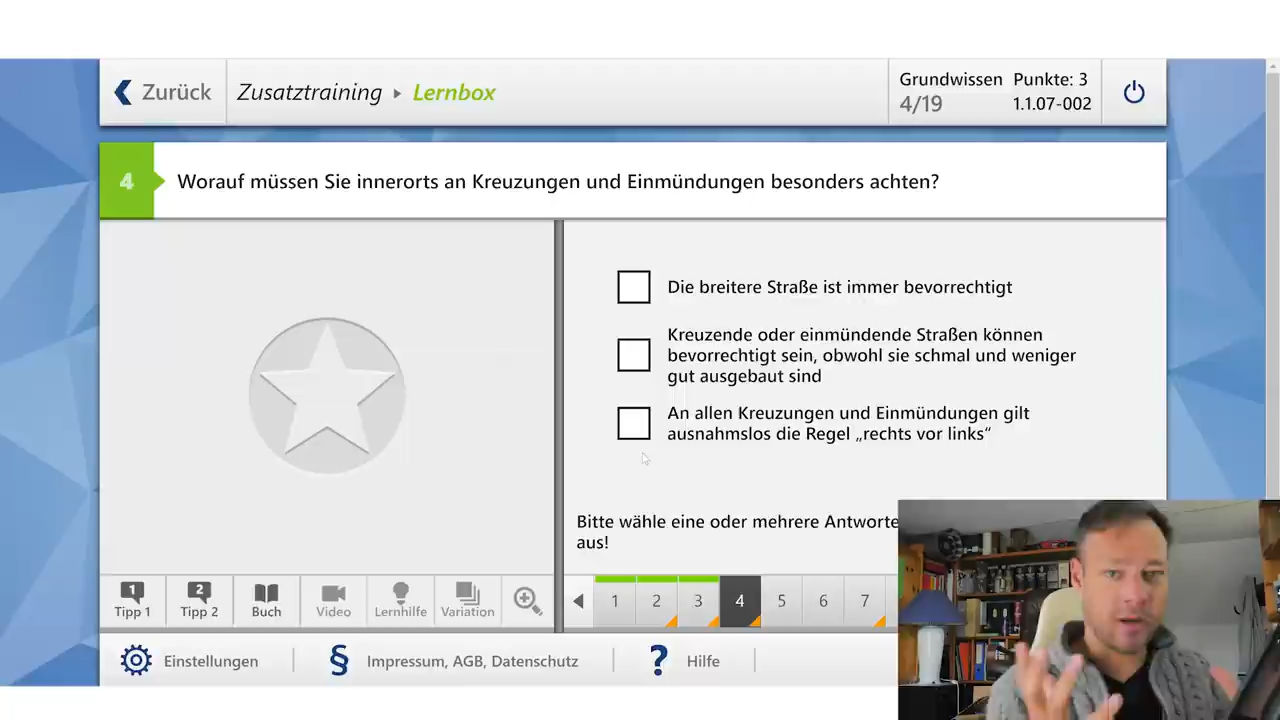 Zurück
Zusatztraining ▸ Lernbox
Grundwissen Punkte: 3
4/19 1.1.07-002
4 Worauf müssen Sie innerorts an Kreuzungen und Einmündungen besonders achten?
Die breitere Straße ist immer bevorrechtigt
Kreuzende oder einmündende Straßen können
bevorrechtigt sein, obwohl sie schmal und weniger
gut ausgebaut sind
An allen Kreuzungen und Einmündungen gilt
ausnahmslos die Regel „rechts vor links“
Bitte wähle eine oder mehrere Antworte
aus!
1 2
Tipp 1 Tipp 2 Buch Video Lernhilfe Variation
1 2 3 4 5 6 7
Einstellungen § Impressum, AGB, Datenschutz ? Hilfe